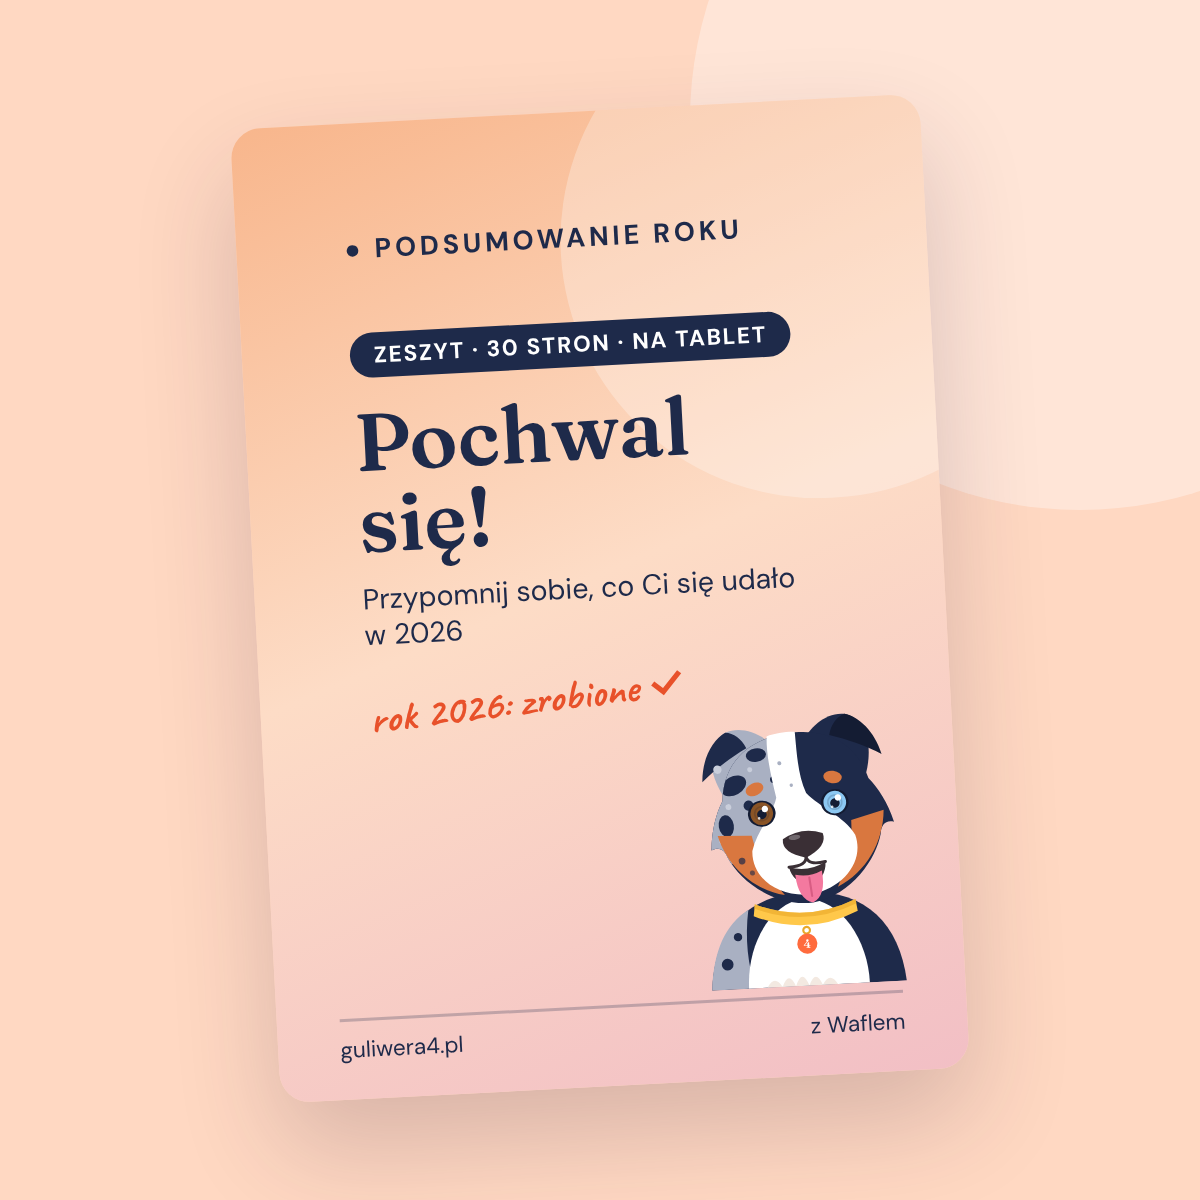 • PODSUMOWANIE ROKU
ZESZYT · 30 STRON · NA TABLET
Pochwal
się!
Przypomnij sobie, co Ci się udało
w 2026
rok 2026: zrobione ✓
4
guliwera4.pl
z Waflem